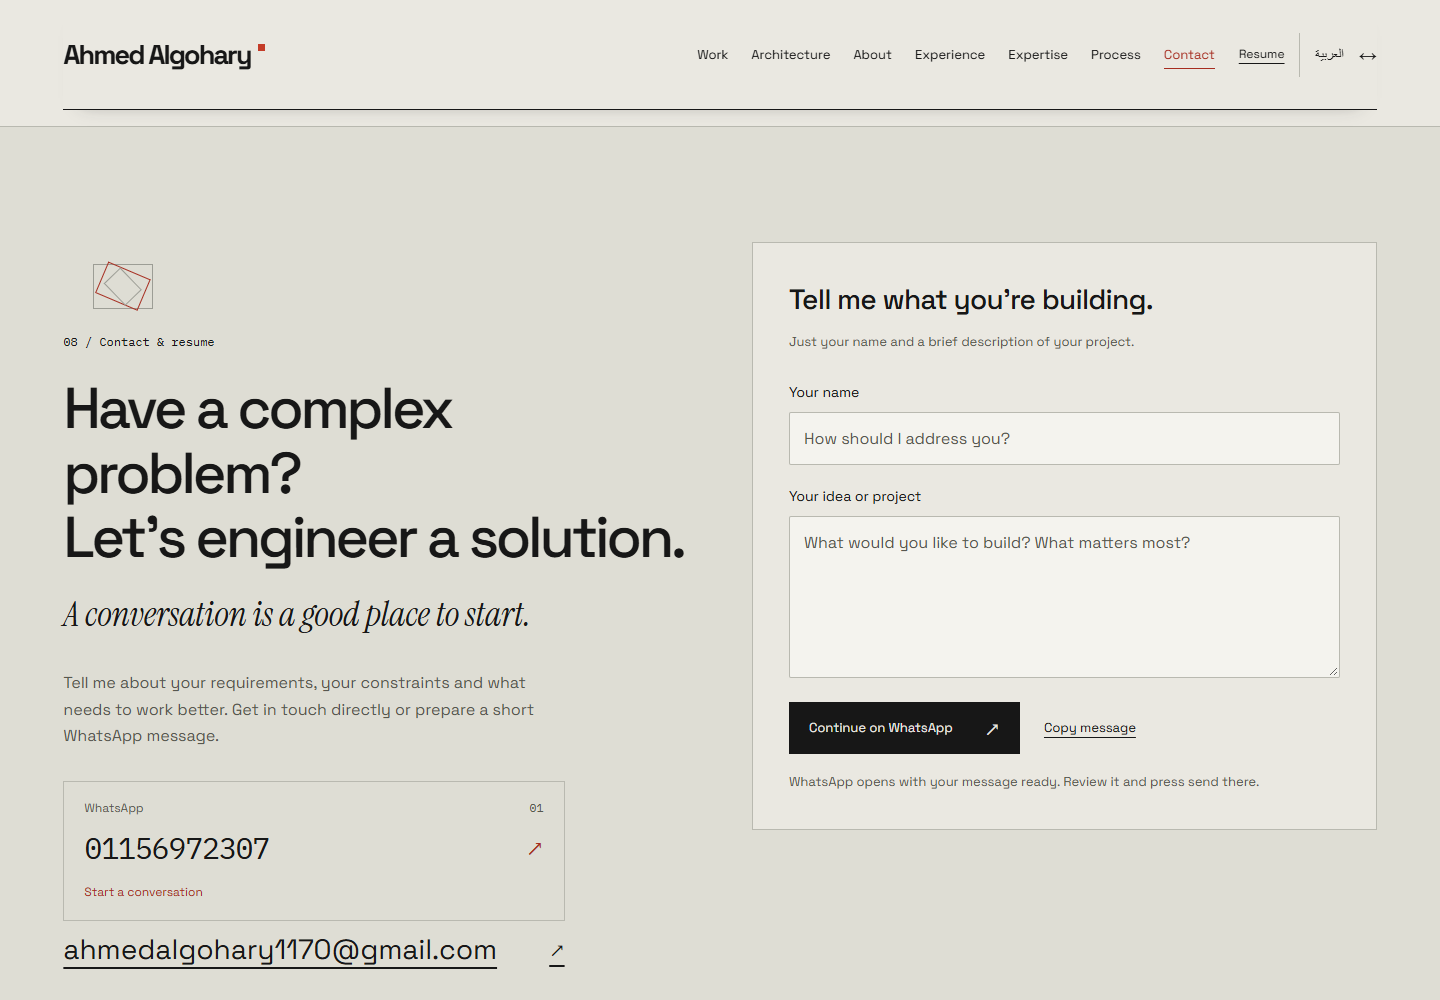 Ahmed Algohary
Work Architecture About Experience Expertise Process Contact Resume العربية ↔
08 / Contact & resume
Have a complex
problem?
Let’s engineer a solution.
A conversation is a good place to start.
Tell me about your requirements, your constraints and what
needs to work better. Get in touch directly or prepare a short
WhatsApp message.
WhatsApp 01
01156972307 ↗
Start a conversation
ahmedalgohary1170@gmail.com ↗
Tell me what you’re building.
Just your name and a brief description of your project.
Your name
How should I address you?
Your idea or project
What would you like to build? What matters most?
Continue on WhatsApp ↗ Copy message
WhatsApp opens with your message ready. Review it and press send there.